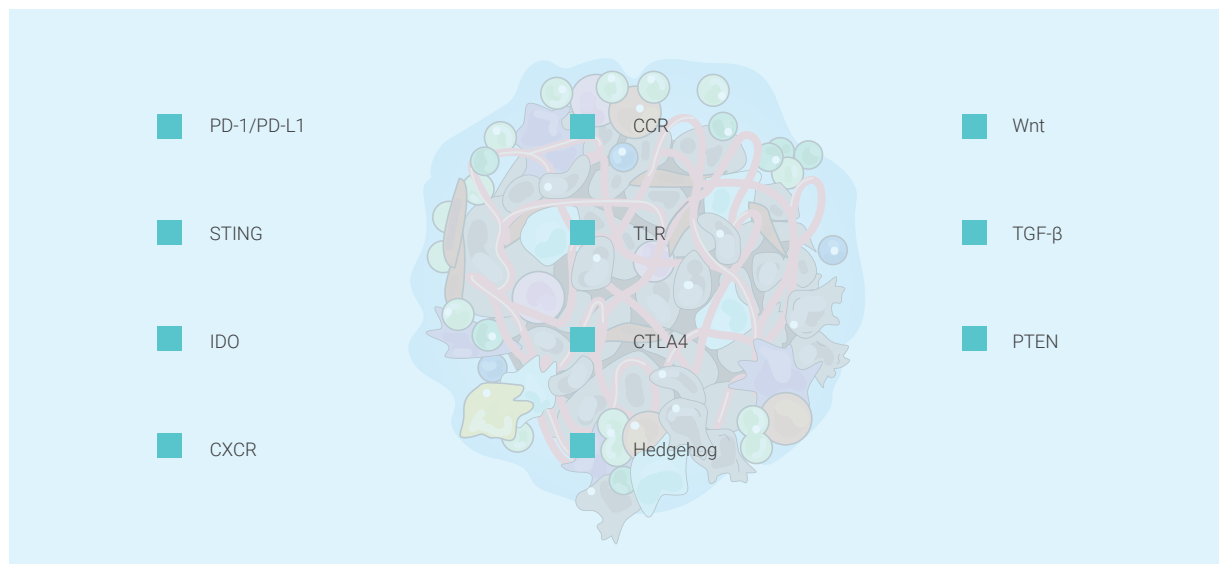 PD-1/PD-L1
STING
IDO
CXCR
CCR
TLR
CTLA4
Hedgehog
Wnt
TGF-β
PTEN